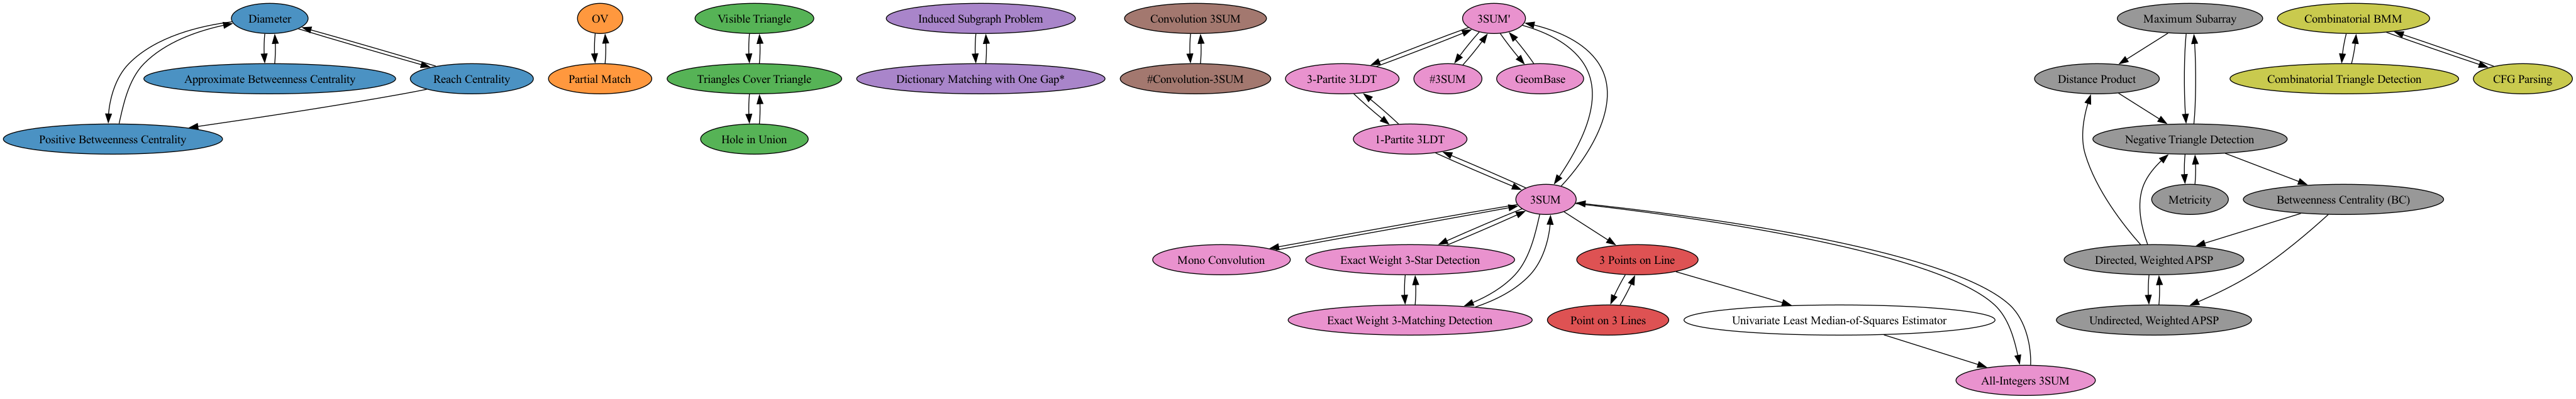 Diameter
OV
Visible Triangle
Induced Subgraph Problem
Convolution 3SUM
3SUM'
Maximum Subarray
Combinatorial BMM
Approximate Betweenness Centrality
Reach Centrality
Partial Match
Triangles Cover Triangle
Dictionary Matching with One Gap*
#Convolution-3SUM
3-Partite 3LDT
#3SUM
GeomBase
Distance Product
Combinatorial Triangle Detection
CFG Parsing
Positive Betweenness Centrality
Hole in Union
1-Partite 3LDT
Negative Triangle Detection
3SUM
Metricity
Betweenness Centrality (BC)
Mono Convolution
Exact Weight 3-Star Detection
3 Points on Line
Directed, Weighted APSP
Exact Weight 3-Matching Detection
Point on 3 Lines
Univariate Least Median-of-Squares Estimator
Undirected, Weighted APSP
All-Integers 3SUM